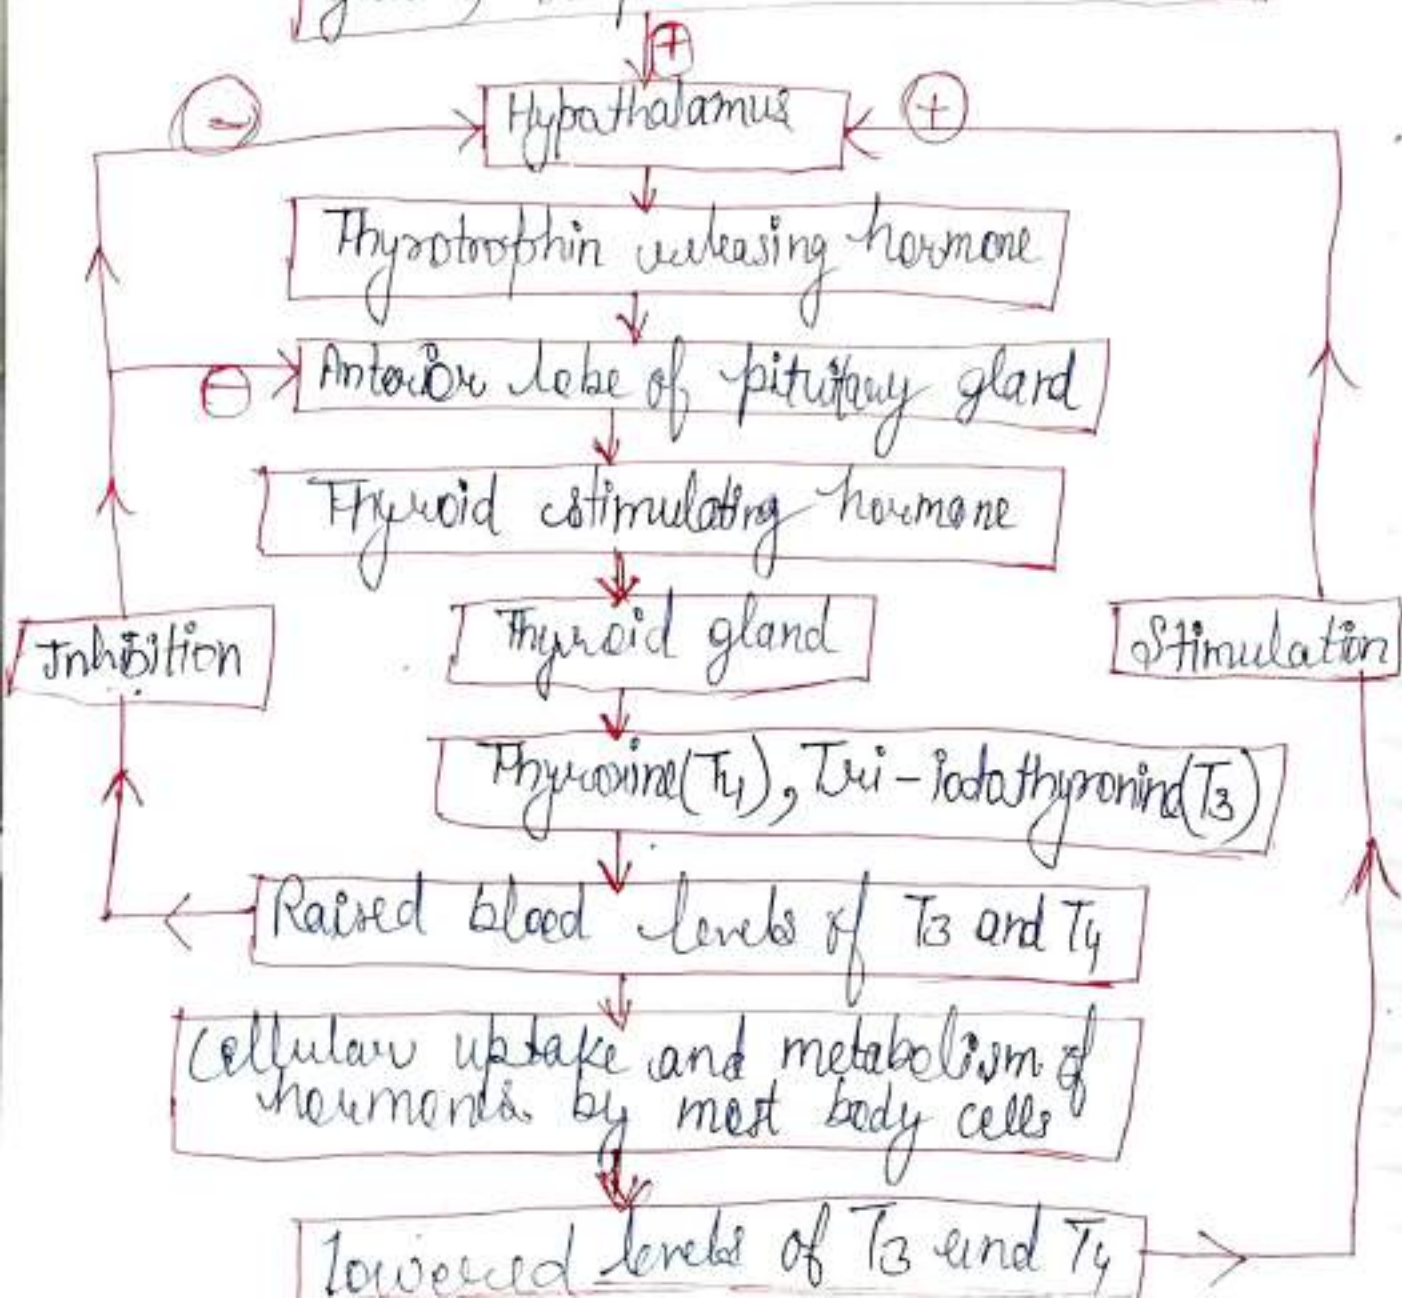 +
- Hypothalamus +
Thyrotrophin releasing hormone
- Anterior lobe of pituitary gland
Thyroid stimulating hormone
Inhibition Thyroid gland Stimulation
Thyroxine(T4), Tri-iodothyronine(T3)
Raised blood levels of T3 and T4
Cellular uptake and metabolism of
hormones by most body cells
Lowered levels of T3 and T4